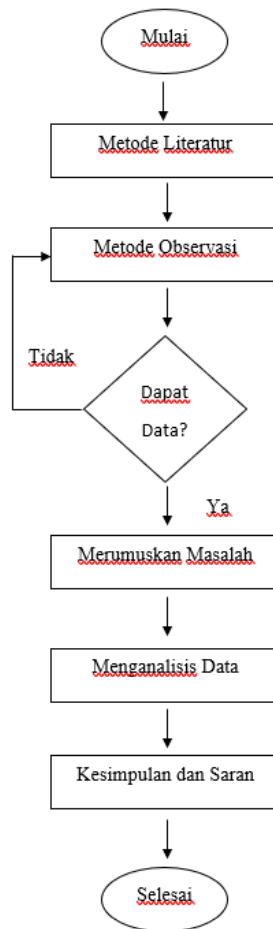 Mulai
Metode Literatur
Metode Observasi
Tidak
Dapat
Data?
Ya
Merumuskan Masalah
Menganalisis Data
Kesimpulan dan Saran
Selesai